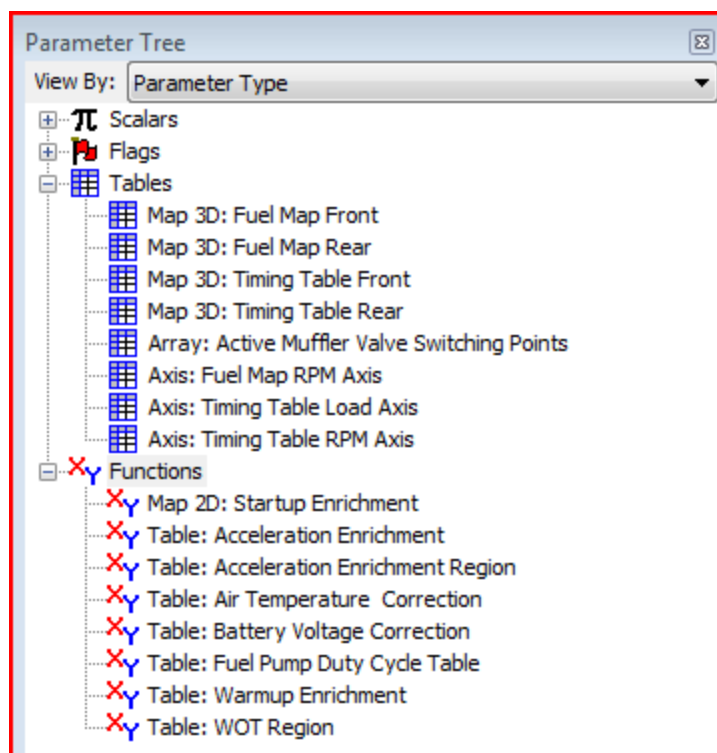 Parameter Tree
View By: Parameter Type
Scalars
Flags
Tables
Map 3D: Fuel Map Front
Map 3D: Fuel Map Rear
Map 3D: Timing Table Front
Map 3D: Timing Table Rear
Array: Active Muffler Valve Switching Points
Axis: Fuel Map RPM Axis
Axis: Timing Table Load Axis
Axis: Timing Table RPM Axis
Functions
Map 2D: Startup Enrichment
Table: Acceleration Enrichment
Table: Acceleration Enrichment Region
Table: Air Temperature  Correction
Table: Battery Voltage Correction
Table: Fuel Pump Duty Cycle Table
Table: Warmup Enrichment
Table: WOT Region